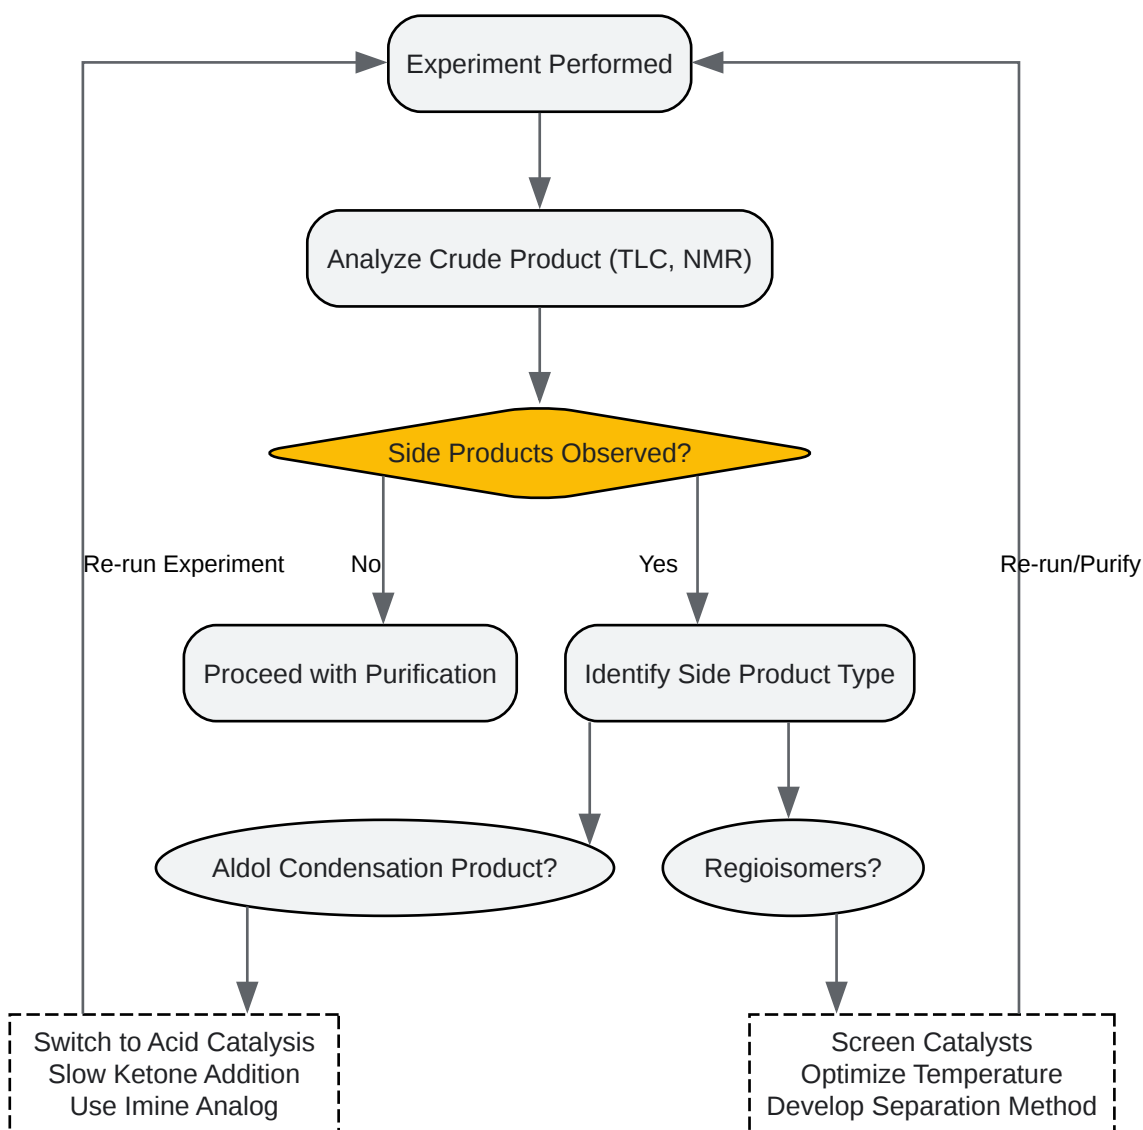 Experiment Performed
Analyze Crude Product (TLC, NMR)
Side Products Observed?
Re-run Experiment
No
Yes
Re-run/Purify
Proceed with Purification
Identify Side Product Type
Aldol Condensation Product?
Regioisomers?
Switch to Acid Catalysis
Slow Ketone Addition
Use Imine Analog
Screen Catalysts
Optimize Temperature
Develop Separation Method